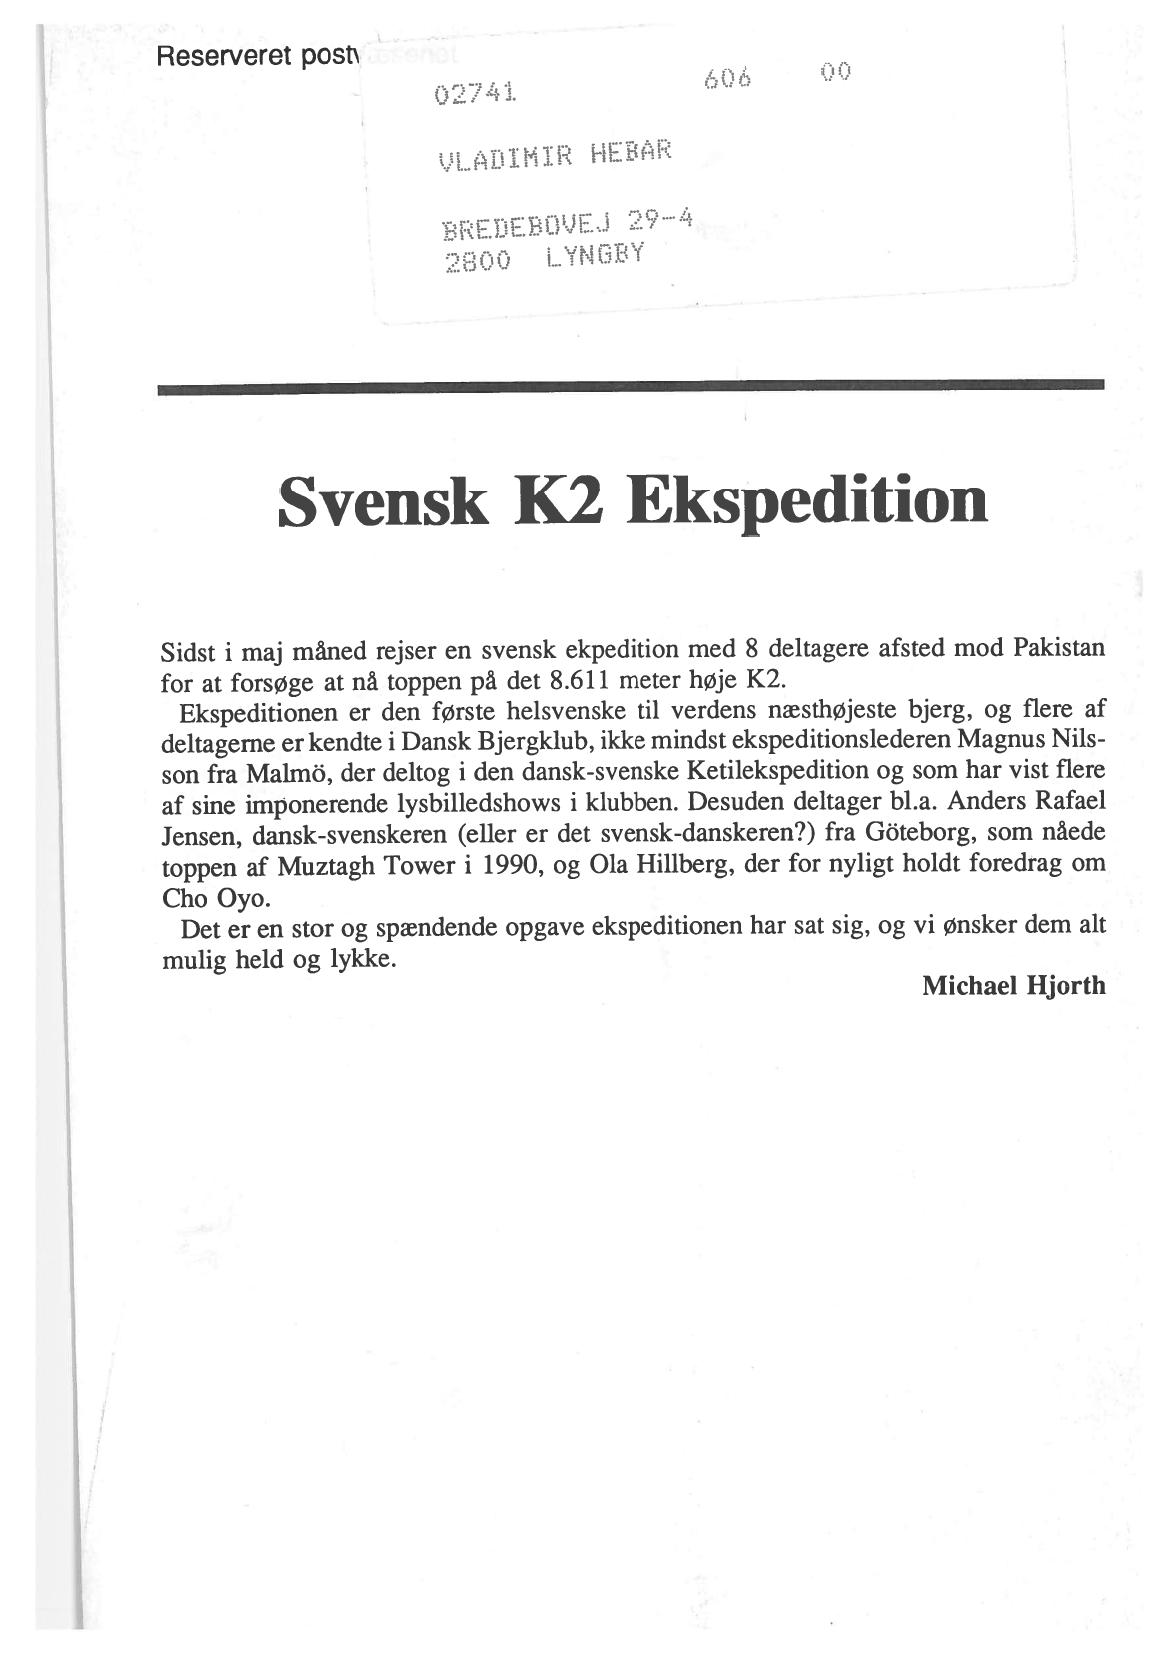 Reserveret postvæsenet
02741 606 00
VLADIMIR HEBAR
BREDEBOVEJ 29-4
2800 LYNGBY
Svensk K2 Ekspedition
Sidst i maj måned rejser en svensk ekpedition med 8 deltagere afsted mod Pakistan
for at forsøge at nå toppen på det 8.611 meter høje K2.
Ekspeditionen er den første helsvenske til verdens næsthøjeste bjerg, og flere af
deltagerne er kendte i Dansk Bjergklub, ikke mindst ekspeditionslederen Magnus Nils-
son fra Malmö, der deltog i den dansk-svenske Ketilekspedition og som har vist flere
af sine imponerende lysbilledshows i klubben. Desuden deltager bl.a. Anders Rafael
Jensen, dansk-svenskeren (eller er det svensk-danskeren?) fra Göteborg, som nåede
toppen af Muztagh Tower i 1990, og Ola Hillberg, der for nyligt holdt foredrag om
Cho Oyo.
Det er en stor og spændende opgave ekspeditionen har sat sig, og vi ønsker dem alt
mulig held og lykke.
Michael Hjorth